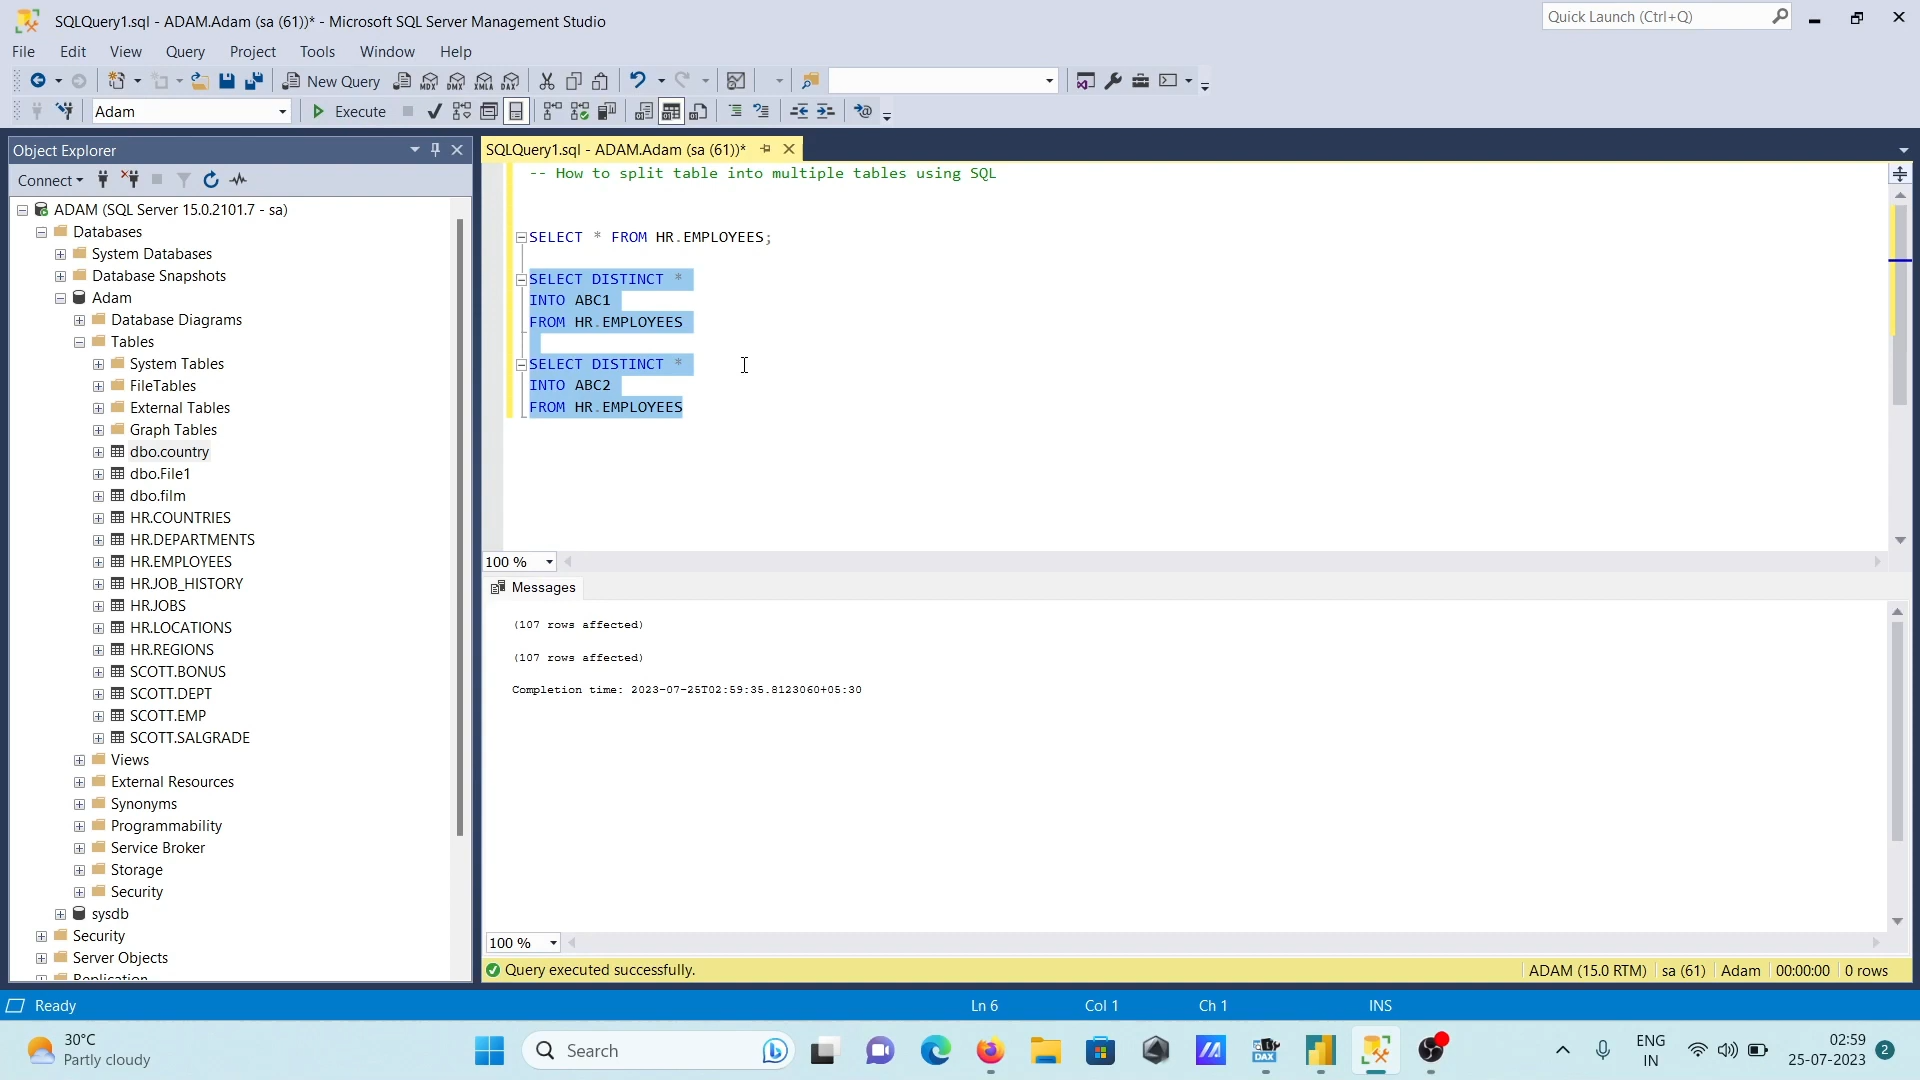 SQLQuery1.sql - ADAM.Adam (sa (61))* - Microsoft SQL Server Management Studio
Quick Launch (Ctrl+Q)
File Edit View Query Project Tools Window Help
New Query
MDX DMX XMLA DAX
Adam
Execute
Object Explorer
SQLQuery1.sql - ADAM.Adam (sa (61))*
Connect
ADAM (SQL Server 15.0.2101.7 - sa)
Databases
System Databases
Database Snapshots
Adam
Database Diagrams
Tables
System Tables
FileTables
External Tables
Graph Tables
dbo.country
dbo.File1
dbo.film
HR.COUNTRIES
HR.DEPARTMENTS
HR.EMPLOYEES
HR.JOB_HISTORY
HR.JOBS
HR.LOCATIONS
HR.REGIONS
SCOTT.BONUS
SCOTT.DEPT
SCOTT.EMP
SCOTT.SALGRADE
Views
External Resources
Synonyms
Programmability
Service Broker
Storage
Security
sysdb
Security
Server Objects
Replication
-- How to split table into multiple tables using SQL
SELECT * FROM HR.EMPLOYEES;
SELECT DISTINCT *
INTO ABC1
FROM HR.EMPLOYEES
SELECT DISTINCT *
INTO ABC2
FROM HR.EMPLOYEES
100 %
Messages
(107 rows affected)
(107 rows affected)
Completion time: 2023-07-25T02:59:35.8123060+05:30
100 %
Query executed successfully.
ADAM (15.0 RTM) sa (61) Adam 00:00:00 0 rows
Ready
Ln 6 Col 1 Ch 1 INS
30°C
Partly cloudy
Search
DAX
ENG
IN
02:59
25-07-2023
2